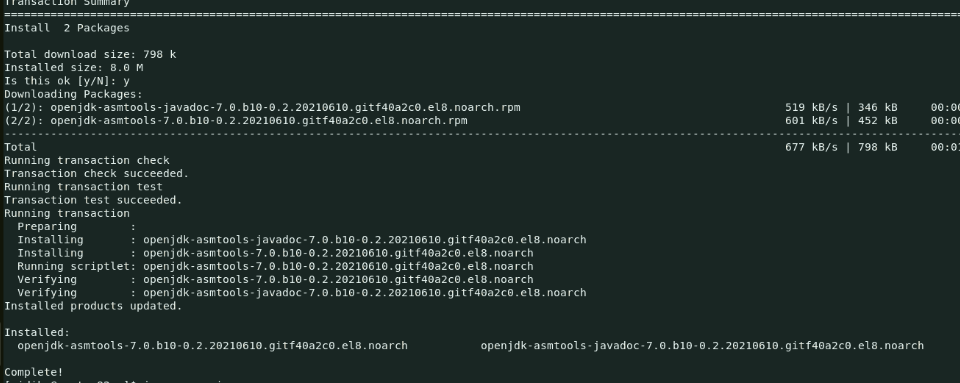 Transaction Summary
================================================================================
Install  2 Packages
Total download size: 798 k
Installed size: 8.0 M
Is this ok [y/N]: y
Downloading Packages:
(1/2): openjdk-asmtools-javadoc-7.0.b10-0.2.20210610.gitf40a2c0.el8.noarch.rpm 519 kB/s | 346 kB 00:00
(2/2): openjdk-asmtools-7.0.b10-0.2.20210610.gitf40a2c0.el8.noarch.rpm 601 kB/s | 452 kB 00:00
--------------------------------------------------------------------------------
Total 677 kB/s | 798 kB 00:01
Running transaction check
Transaction check succeeded.
Running transaction test
Transaction test succeeded.
Running transaction
Preparing :
Installing : openjdk-asmtools-javadoc-7.0.b10-0.2.20210610.gitf40a2c0.el8.noarch
Installing : openjdk-asmtools-7.0.b10-0.2.20210610.gitf40a2c0.el8.noarch
Running scriptlet: openjdk-asmtools-7.0.b10-0.2.20210610.gitf40a2c0.el8.noarch
Verifying : openjdk-asmtools-7.0.b10-0.2.20210610.gitf40a2c0.el8.noarch
Verifying : openjdk-asmtools-javadoc-7.0.b10-0.2.20210610.gitf40a2c0.el8.noarch
Installed products updated.
Installed:
openjdk-asmtools-7.0.b10-0.2.20210610.gitf40a2c0.el8.noarch openjdk-asmtools-javadoc-7.0.b10-0.2.20210610.gitf40a2c0.el8.noarch
Complete!